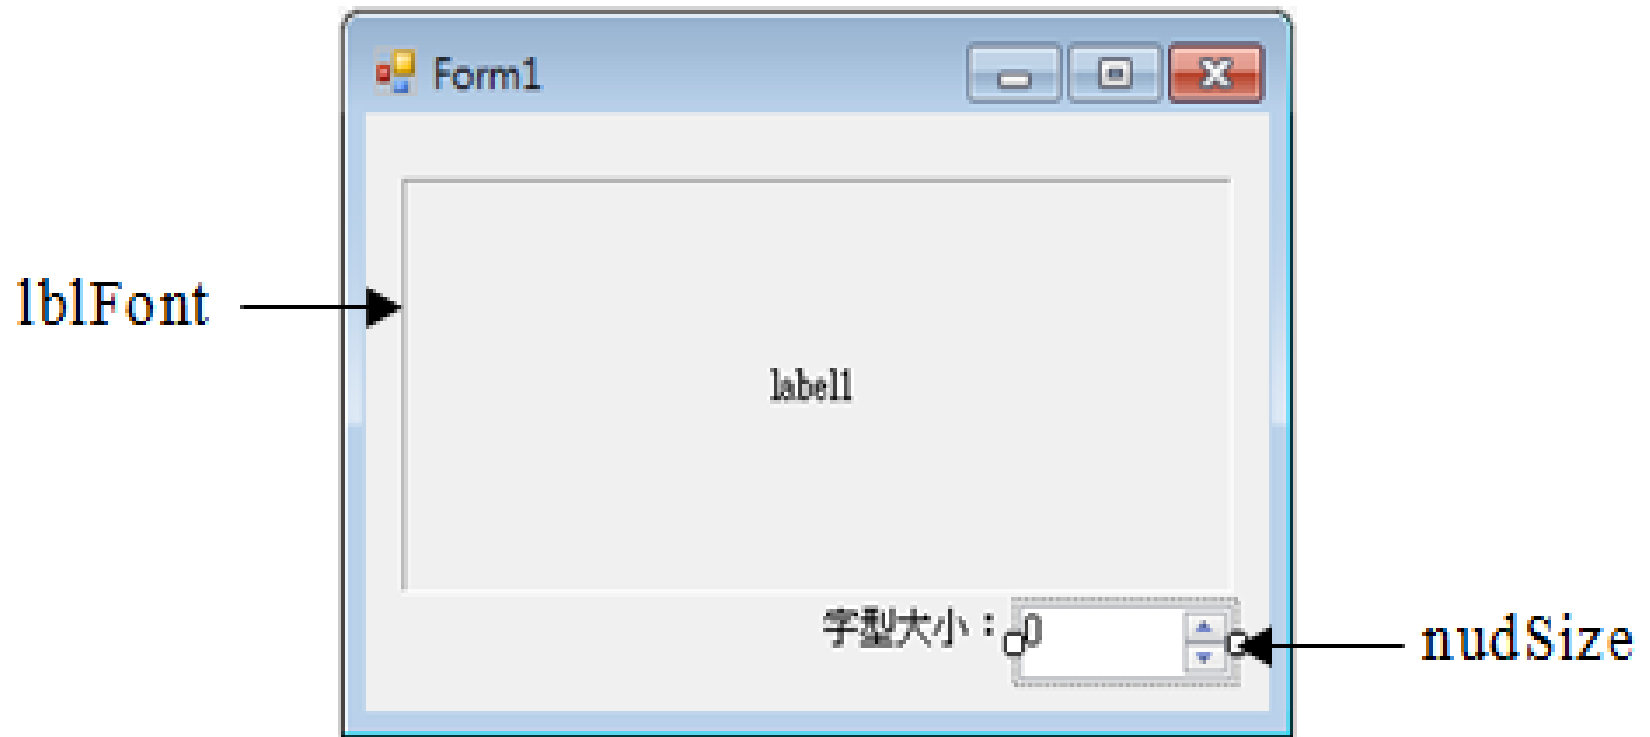 Form1
lblFont
label1
字型大小：0
nudSize